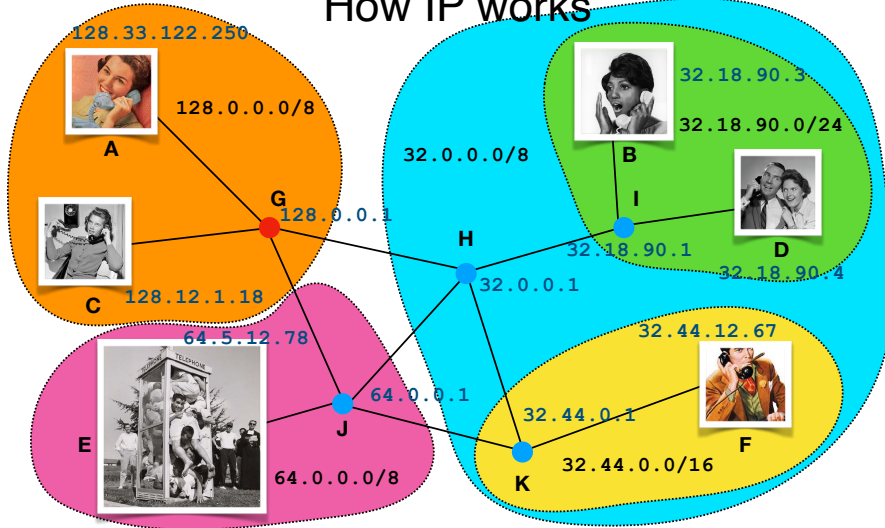 How IP works
128.33.122.250
128.0.0.0/8
A
C
128.12.1.18
G
128.0.0.1
32.0.0.0/8
H
32.0.0.1
32.18.90.3
32.18.90.0/24
B
I
32.18.90.1
D
32.18.90.4
64.5.12.78
TELEPHONE
TELEPHONE
E
64.0.0.1
J
64.0.0.0/8
32.44.12.67
32.44.0.1
F
32.44.0.0/16
K